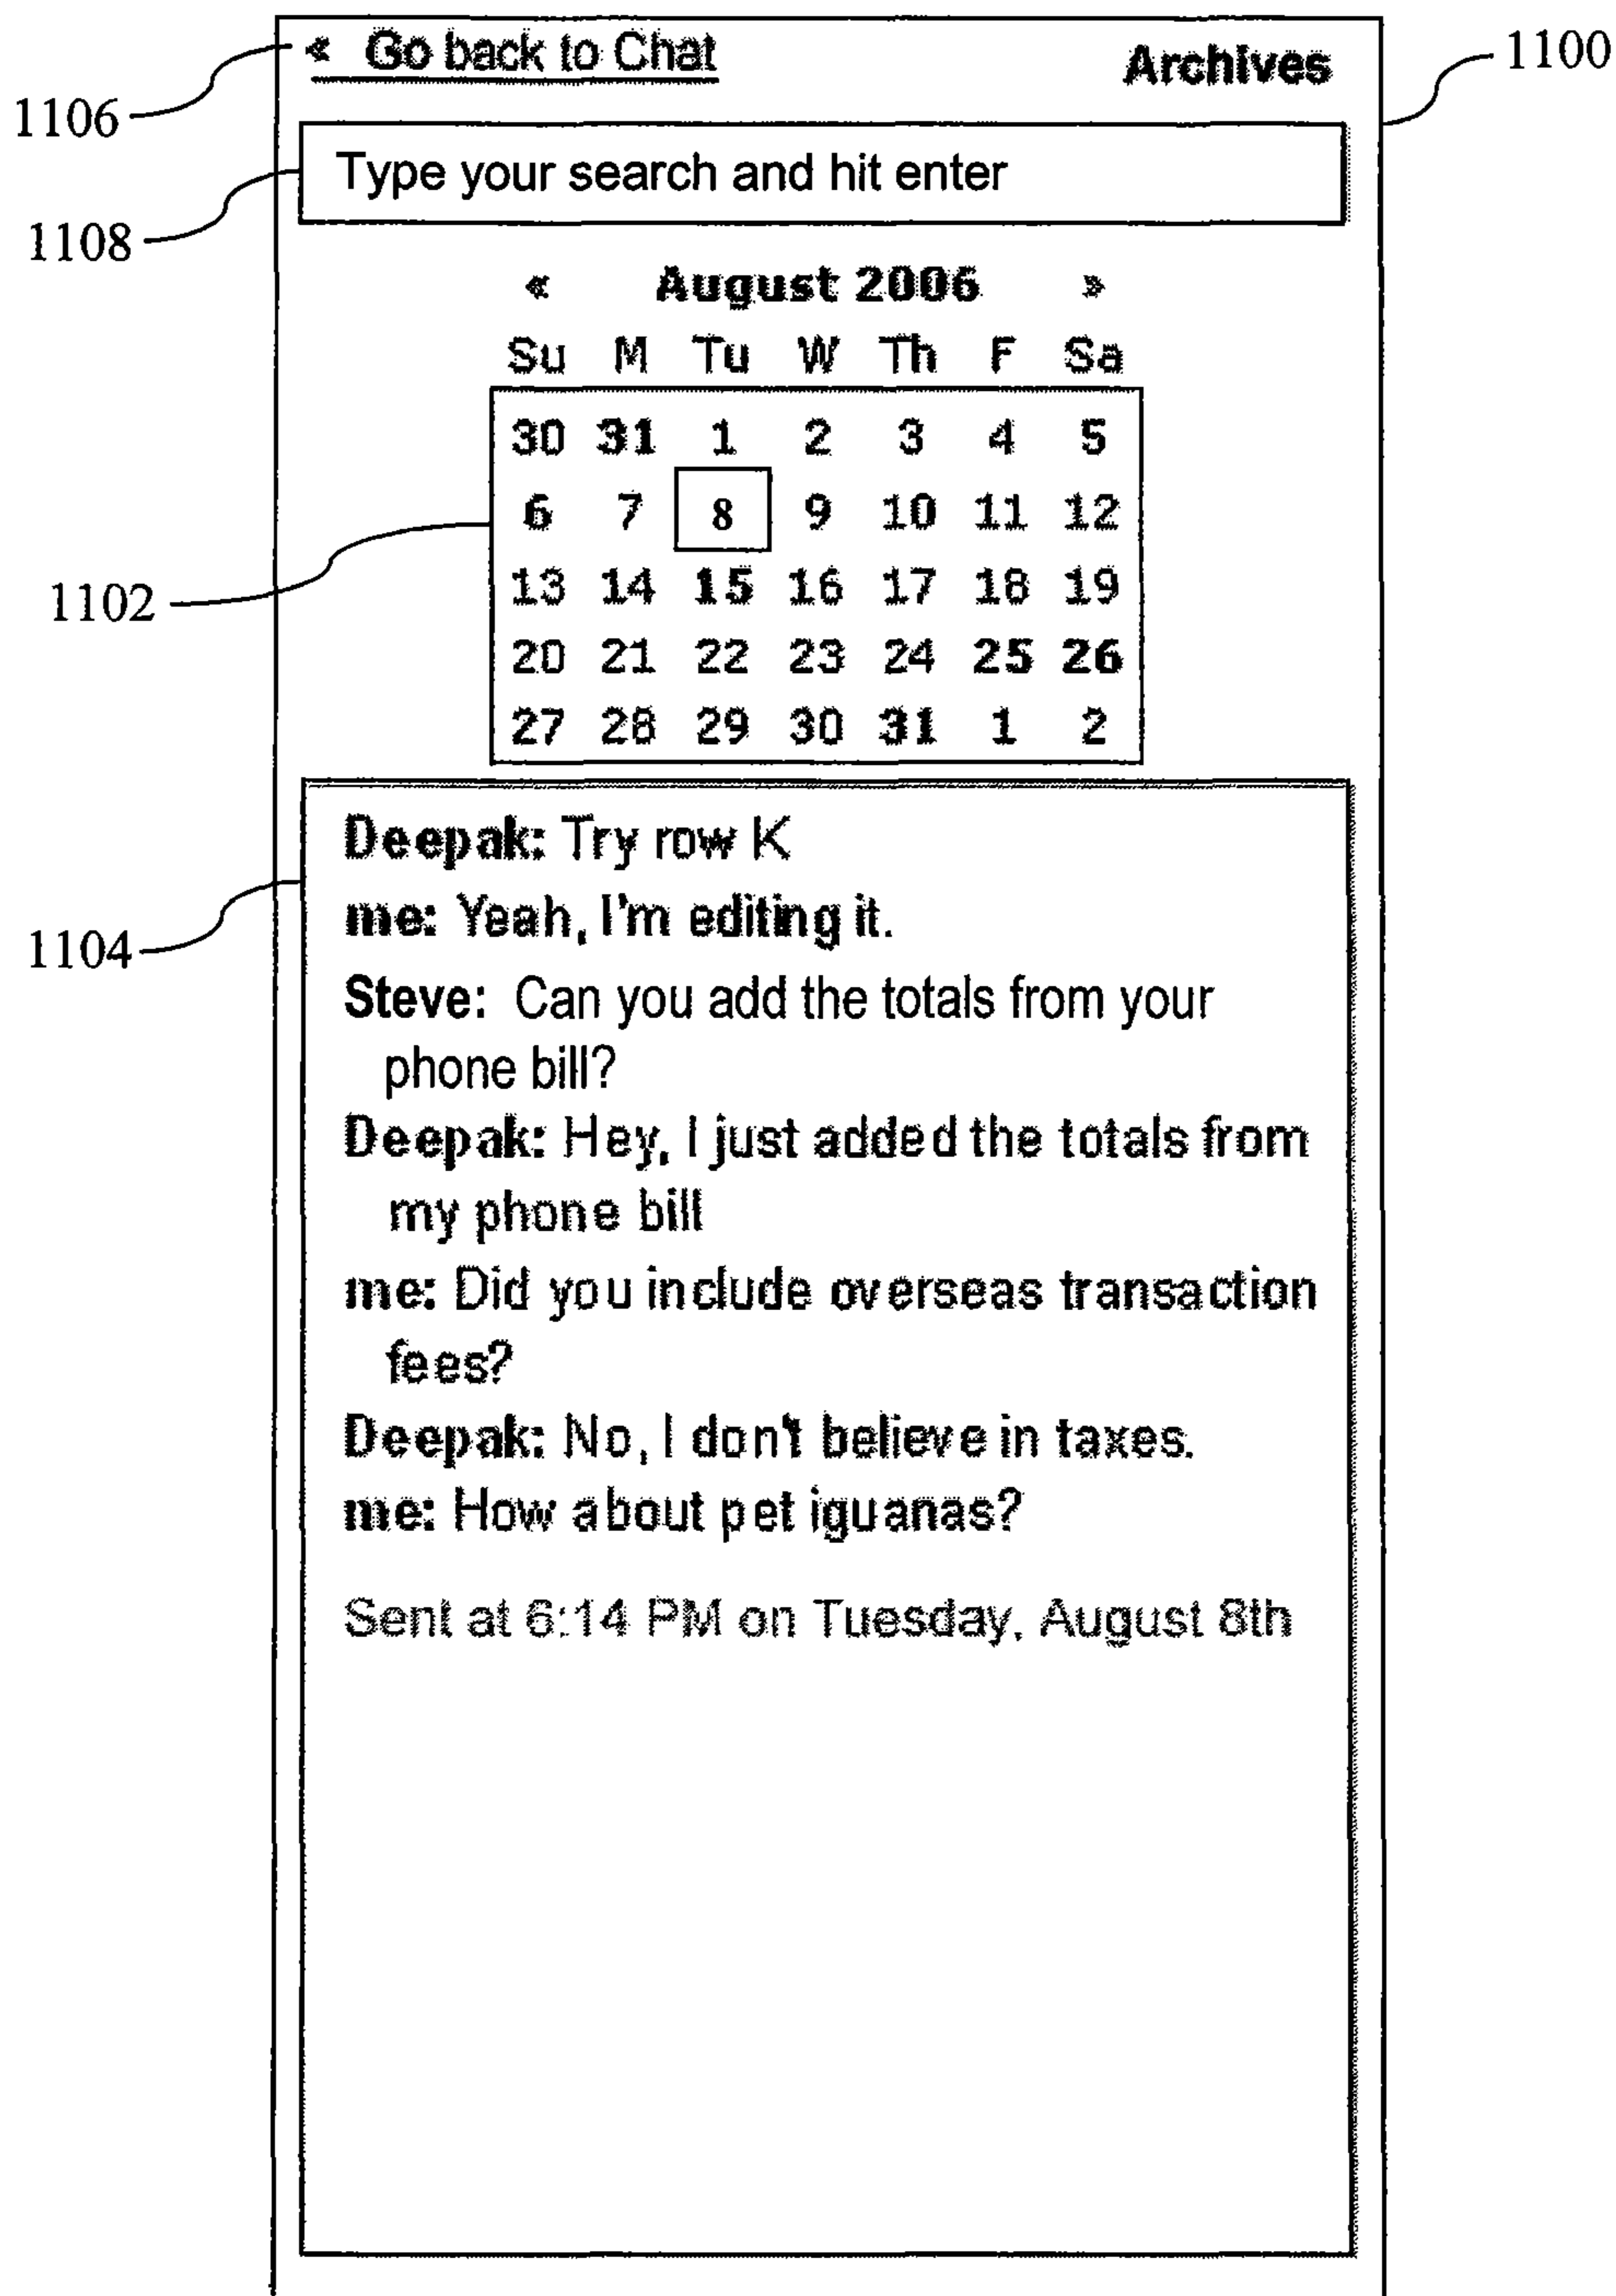 « Go back to Chat
Archives
1100
1106
Type your search and hit enter
1108
« August 2006 »
Su M Tu W Th F Sa
30 31 1 2 3 4 5
6 7 8 9 10 11 12
1102
13 14 15 16 17 18 19
20 21 22 23 24 25 26
27 28 29 30 31 1 2
Deepak: Try row K
me: Yeah, I'm editing it.
1104
Steve: Can you add the totals from your
phone bill?
Deepak: Hey, I just added the totals from
my phone bill
me: Did you include overseas transaction
fees?
Deepak: No, I don't believe in taxes.
me: How about pet iguanas?
Sent at 6:14 PM on Tuesday, August 8th